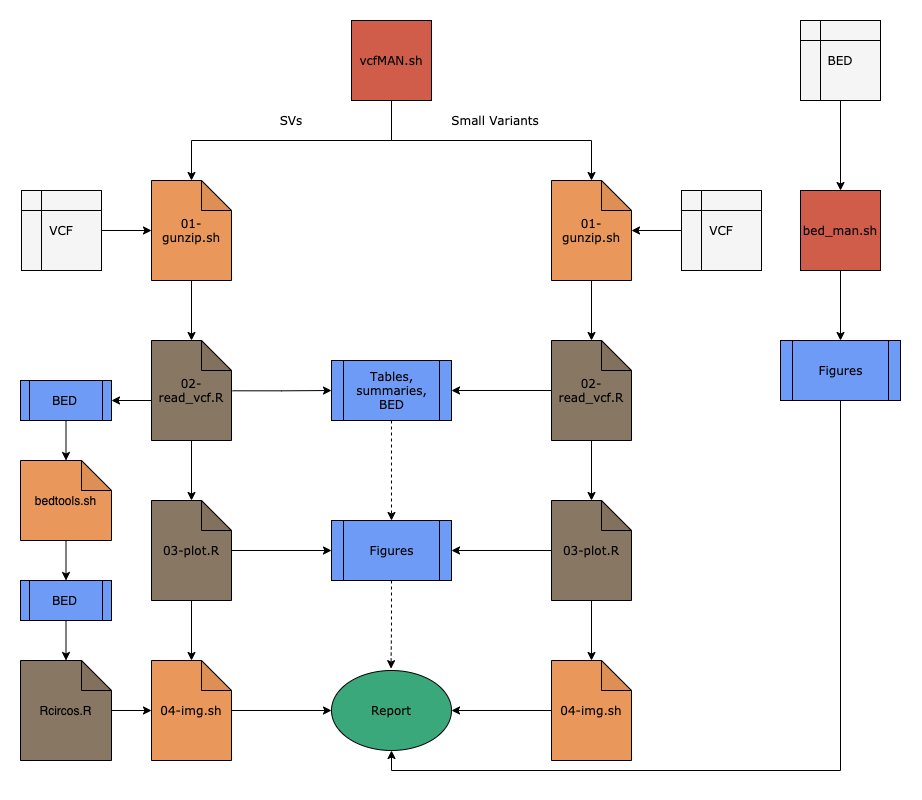 vcfMAN.sh
BED
SVs
Small Variants
VCF
01-
gunzip.sh
01-
gunzip.sh
VCF
bed_man.sh
02-
read_vcf.R
Tables,
summaries,
BED
02-
read_vcf.R
Figures
BED
bedtools.sh
03-plot.R
Figures
03-plot.R
BED
Rcircos.R
04-img.sh
Report
04-img.sh